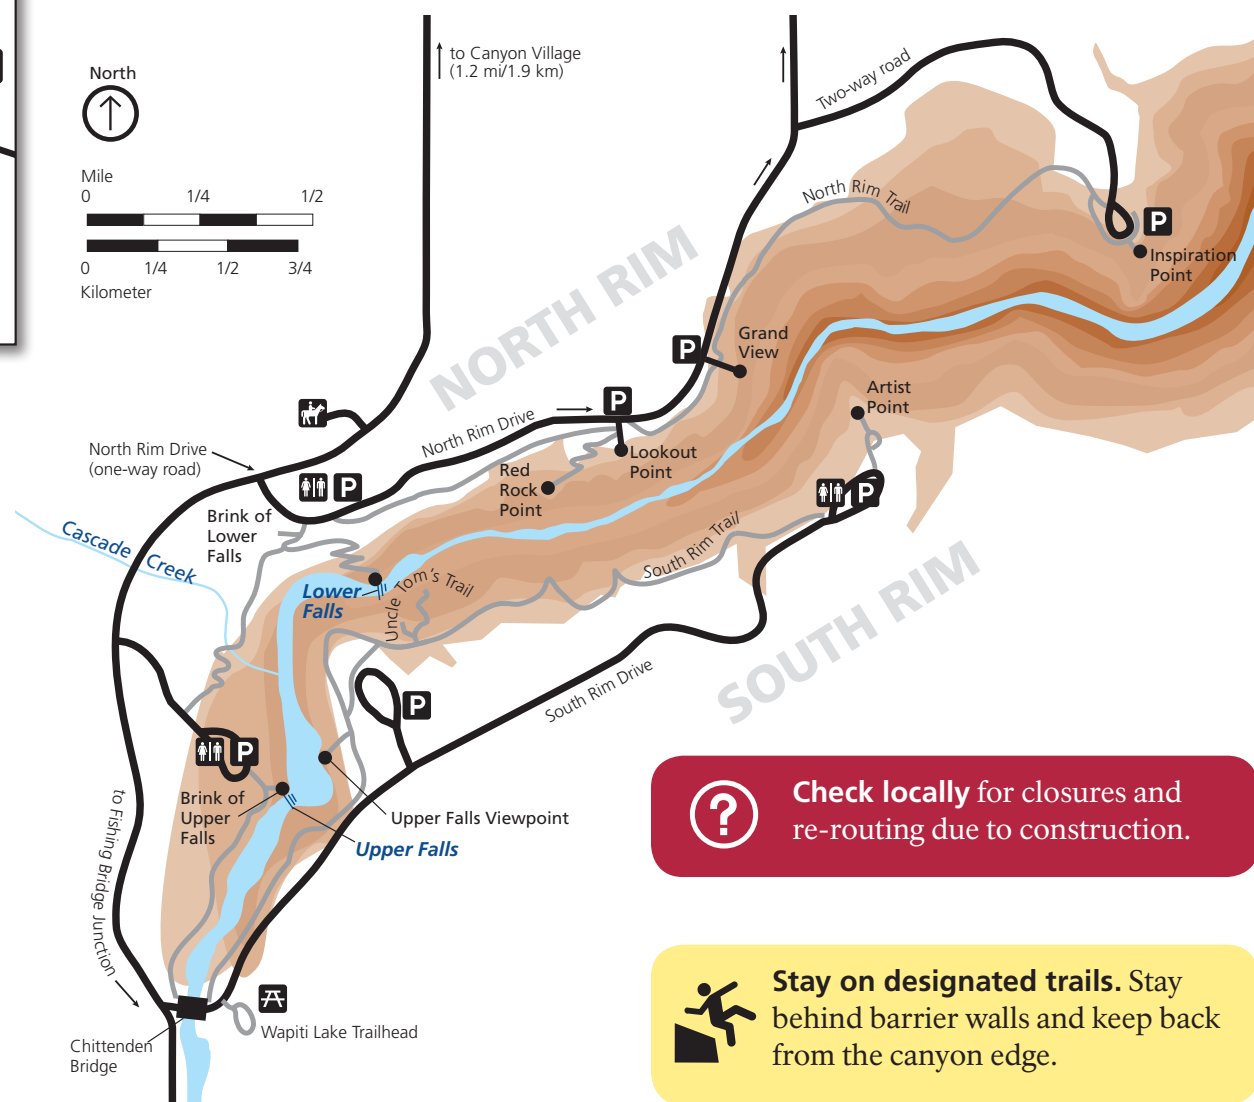 North
to Canyon Village
(1.2 mi/1.9 km)
Two-way road
Mile
0 1/4 1/2
0 1/4 1/2 3/4
Kilometer
North Rim Trail
P
Inspiration
Point
NORTH RIM
P
Grand
View
Artist
Point
P
North Rim Drive
North Rim Drive
(one-way road)
Lookout
Point
Red
Rock
Point
P
P
Brink of
Lower
Falls
Cascade Creek
South Rim Trail
Lower
Falls
Uncle Tom's Trail
SOUTH RIM
South Rim Drive
P
P
Brink of
Upper
Falls
Upper Falls Viewpoint
Upper Falls
to Fishing Bridge Junction
Wapiti Lake Trailhead
Chittenden
Bridge
?
Check locally for closures and
re-routing due to construction.
Stay on designated trails. Stay
behind barrier walls and keep back
from the canyon edge.